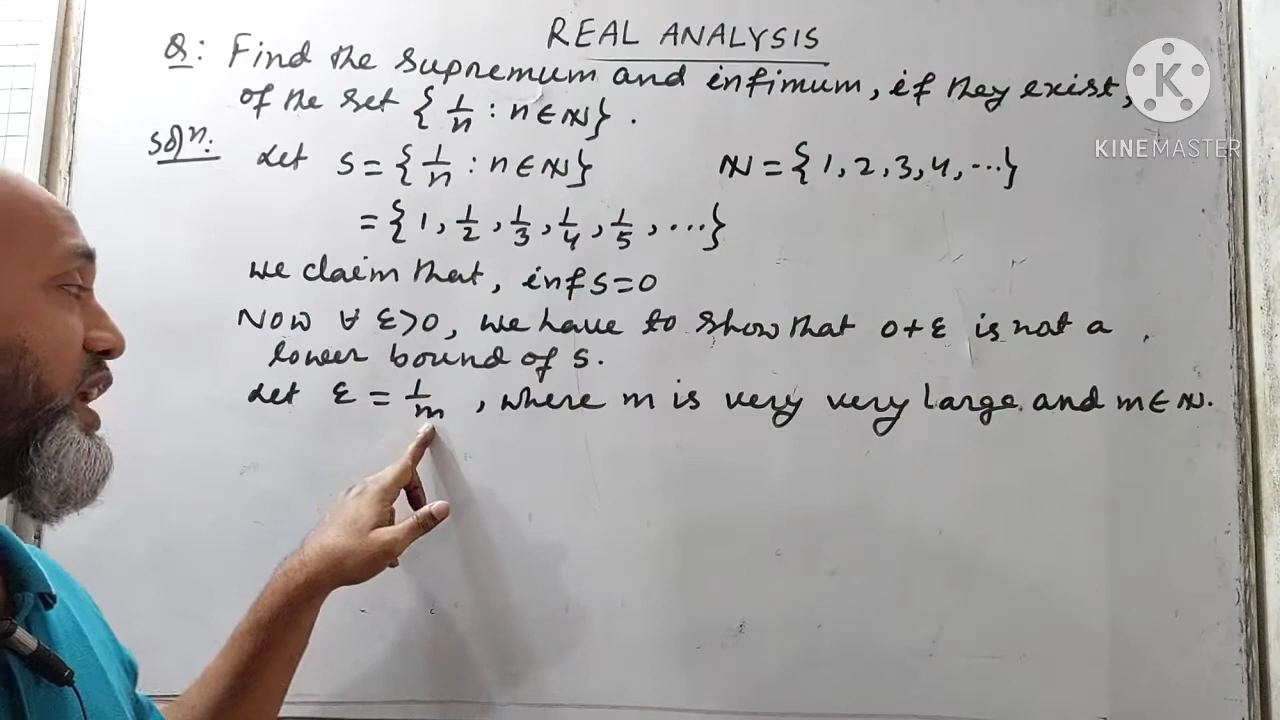 REAL ANALYSIS
Q: Find the supremum and infimum, if they exist,
of the set {1/n : n ∈ ℕ}.
Solⁿ:
Let S = {1/n : n ∈ ℕ}
ℕ = {1, 2, 3, 4, ...}
= {1, 1/2, 1/3, 1/4, 1/5, ...}
We claim that, inf S = 0
Now ∀ ε > 0, we have to show that 0 + ε is not a
lower bound of S.
Let ε = 1/m, where m is very very large and m ∈ ℕ.
K
KINEMASTER